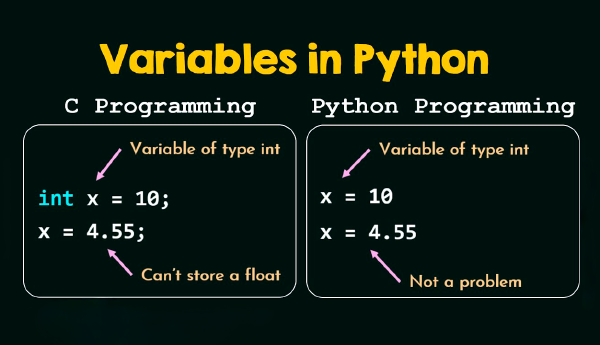 Variables in Python
C Programming
Variable of type int
int x = 10;
x = 4.55;
Can't store a float
Python Programming
Variable of type int
x = 10
x = 4.55
Not a problem